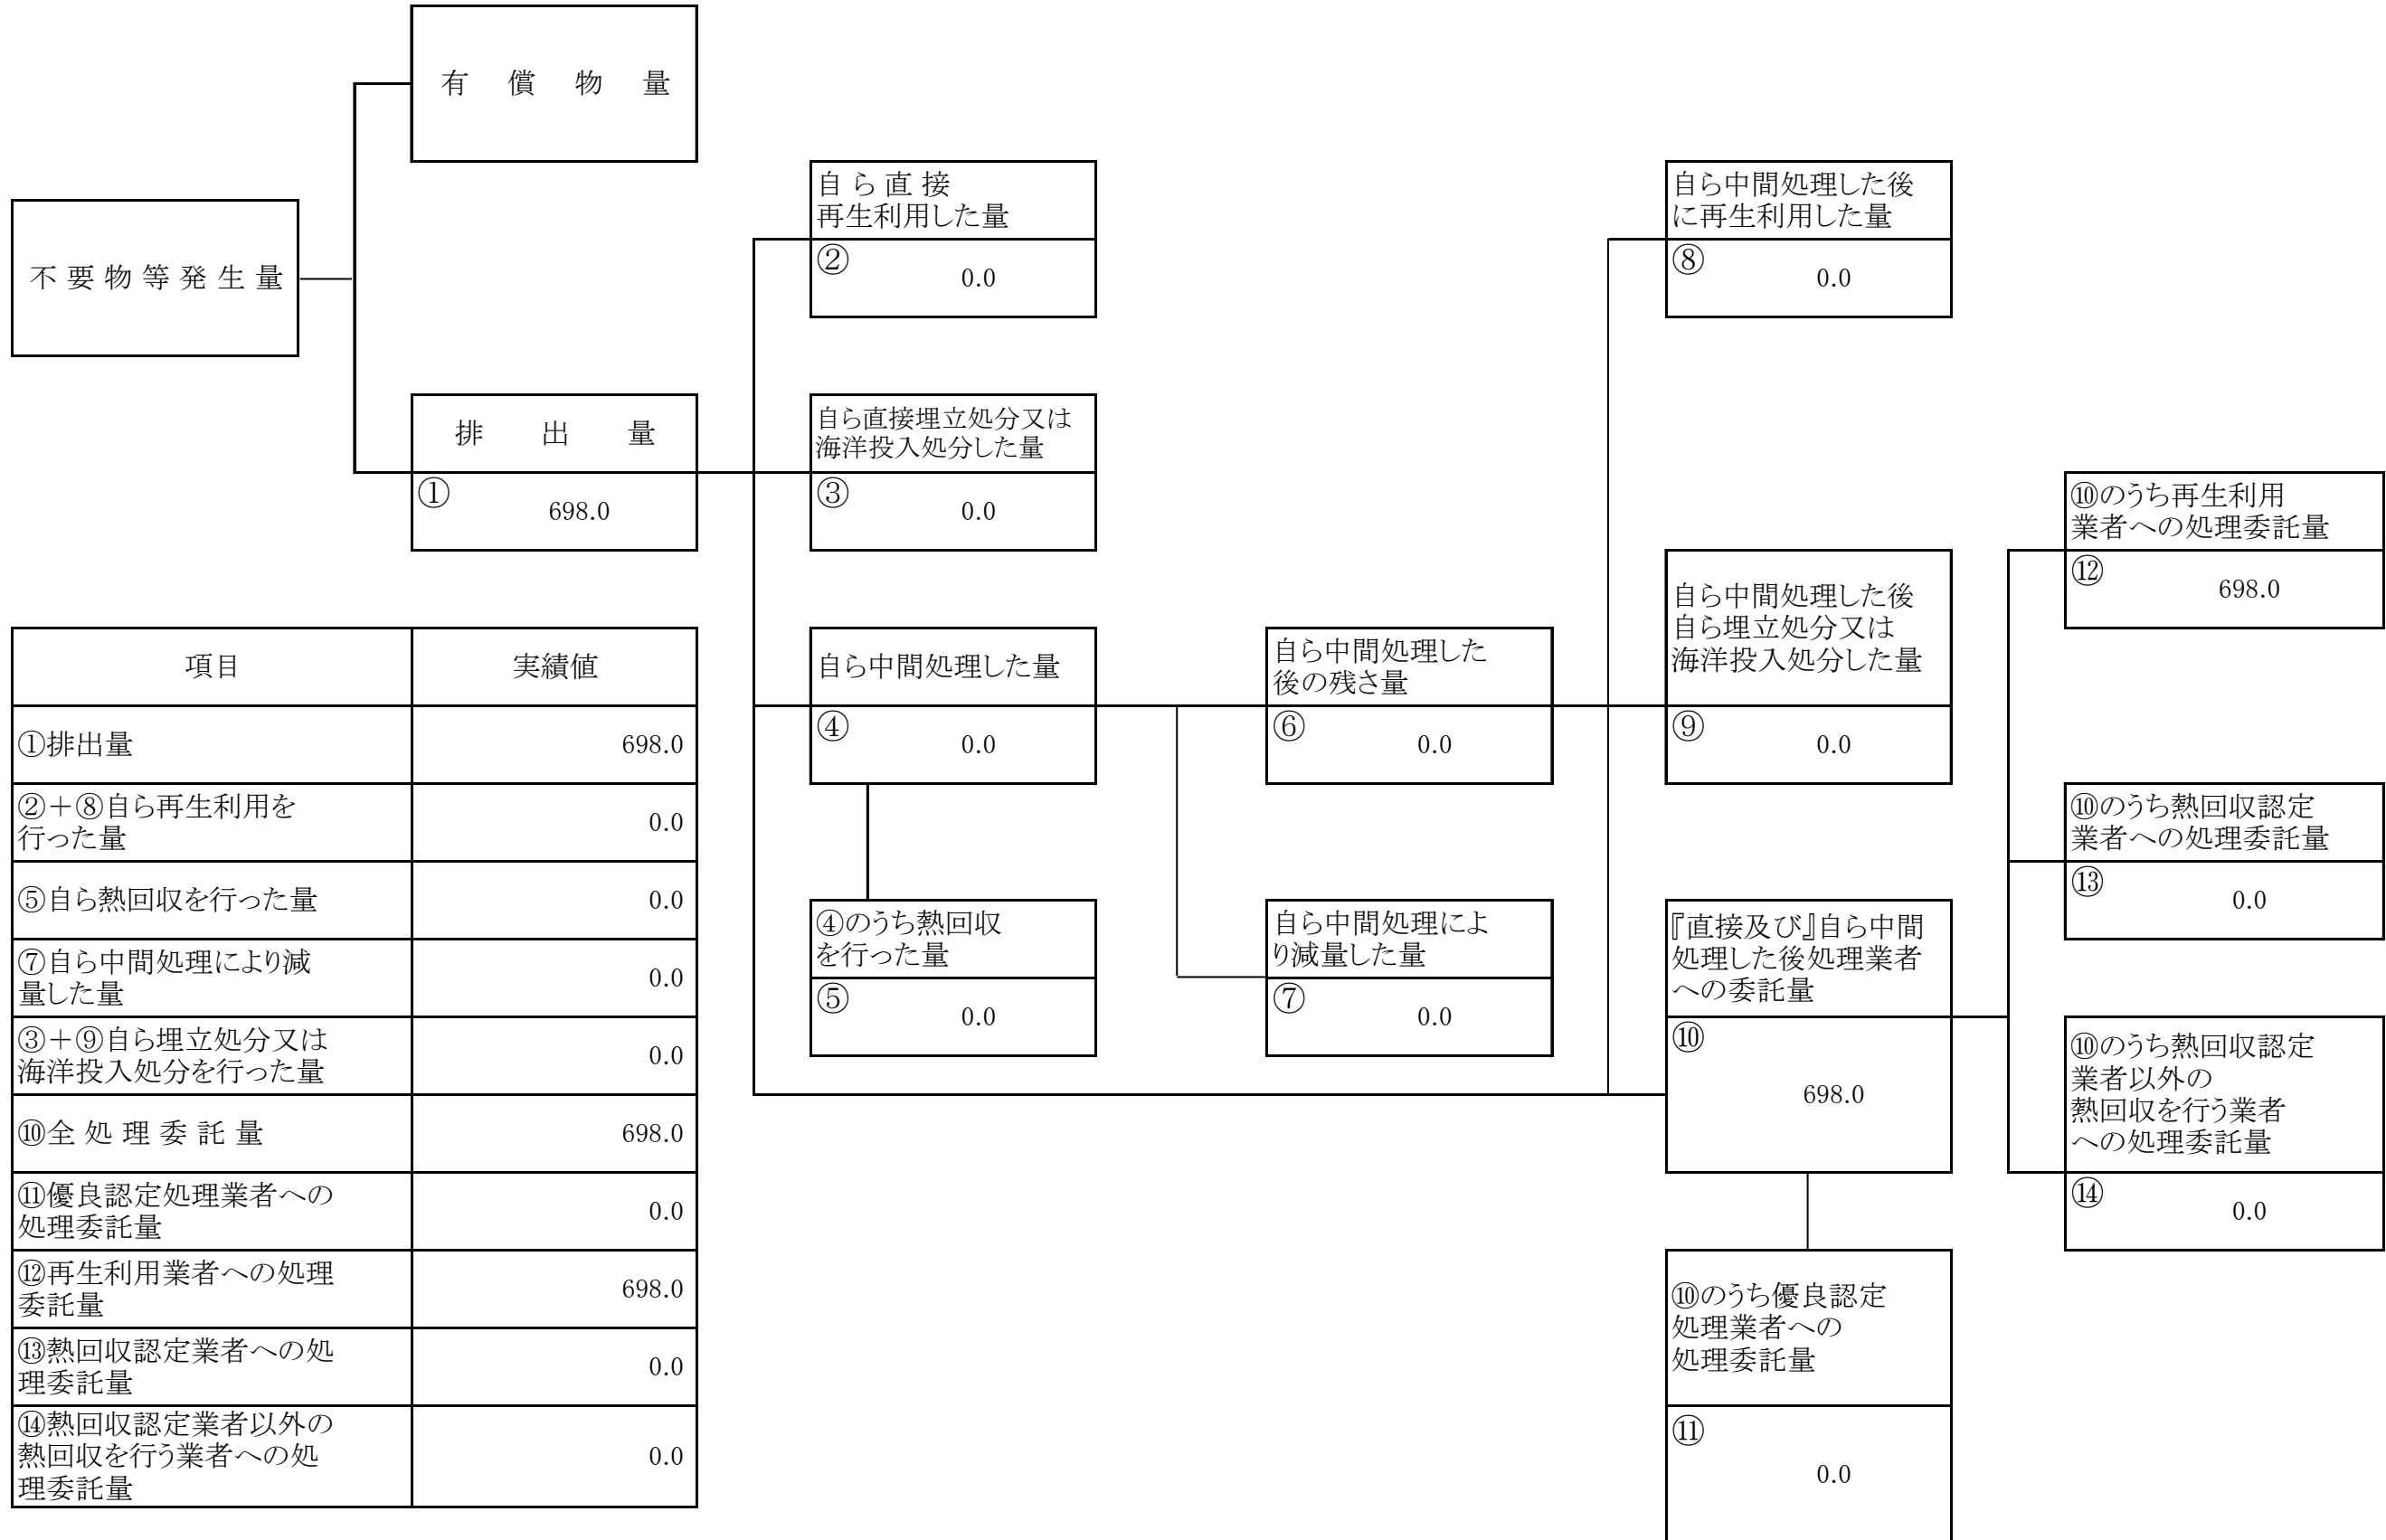 有償物量
不要物等発生量
排出量
①
698.0
自ら直接
再生利用した量
②
0.0
自ら直接埋立処分又は
海洋投入処分した量
③
0.0
自ら中間処理した量
④
0.0
④のうち熱回収
を行った量
⑤
0.0
自ら中間処理した
後の残さ量
⑥
0.0
自ら中間処理によ
り減量した量
⑦
0.0
自ら中間処理した後
に再生利用した量
⑧
0.0
自ら中間処理した後
自ら埋立処分又は
海洋投入処分した量
⑨
0.0
『直接及び』自ら中間
処理した後処理業者
への委託量
⑩
698.0
⑩のうち優良認定
処理業者への
処理委託量
⑪
0.0
⑩のうち再生利用
業者への処理委託量
⑫
698.0
⑩のうち熱回収認定
業者への処理委託量
⑬
0.0
⑩のうち熱回収認定
業者以外の
熱回収を行う業者
への処理委託量
⑭
0.0
項目 実績値
①排出量 698.0
②＋⑧自ら再生利用を
行った量 0.0
⑤自ら熱回収を行った量 0.0
⑦自ら中間処理により減
量した量 0.0
③＋⑨自ら埋立処分又は
海洋投入処分を行った量 0.0
⑩全処理委託量 698.0
⑪優良認定処理業者への
処理委託量 0.0
⑫再生利用業者への処理
委託量 698.0
⑬熱回収認定業者への処
理委託量 0.0
⑭熱回収認定業者以外の
熱回収を行う業者への処
理委託量 0.0